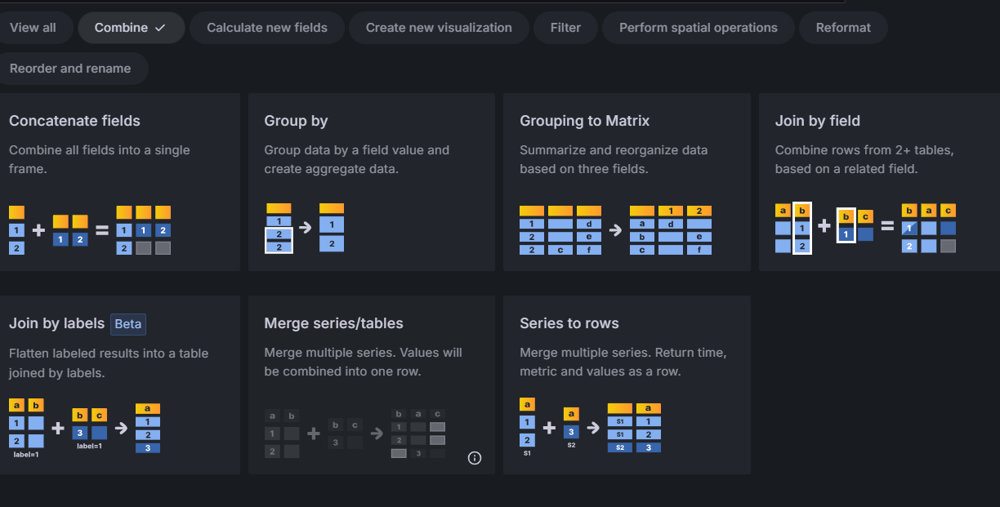 View all
Combine
Calculate new fields
Create new visualization
Filter
Perform spatial operations
Reformat
Reorder and rename
Concatenate fields
Combine all fields into a single
frame.
1
2
1 2
1 1 2
2
Group by
Group data by a field value and
create aggregate data.
1
2
2
1
2
Grouping to Matrix
Summarize and reorganize data
based on three fields.
1 d
2 e
2 c f
1 2
a d
b e
c f
Join by field
Combine rows from 2+ tables,
based on a related field.
a b
1
2
b c
1
b a c
1
2
Join by labels Beta
Flatten labeled results into a table
joined by labels.
a b
1
2
label=1
b c
3
label=1
a
1
2
3
Merge series/tables
Merge multiple series. Values will
be combined into one row.
a b
1
2
b c
3
b a c
1
2
3
Series to rows
Merge multiple series. Return time,
metric and values as a row.
a
1
2
S1
a
3
S2
a
S1 1
S1 2
S2 3